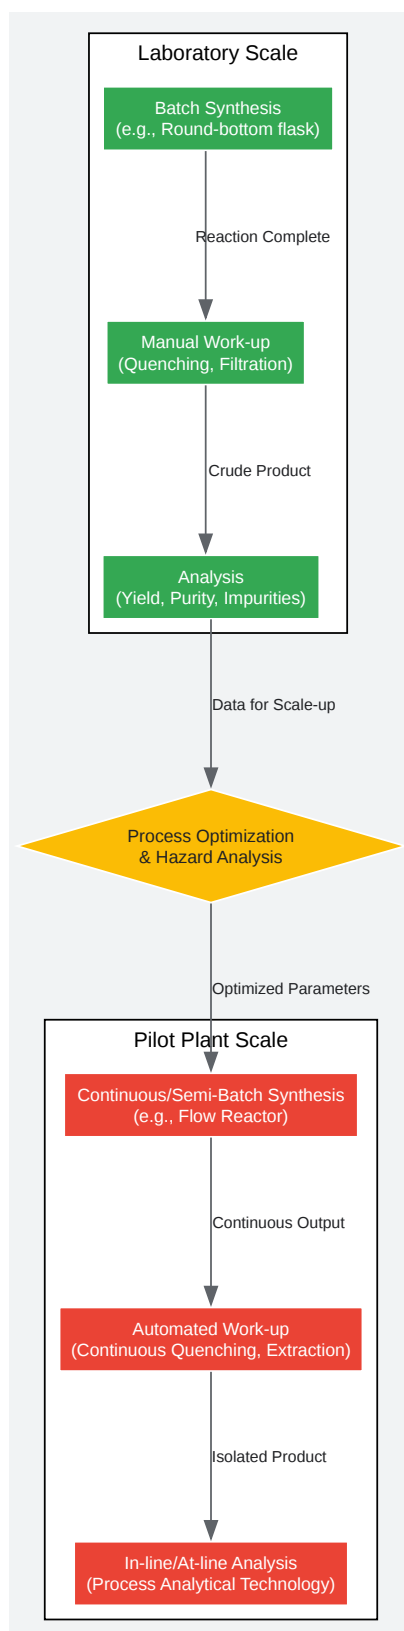 Laboratory Scale
Batch Synthesis
(e.g., Round-bottom flask)
Reaction Complete
Manual Work-up
(Quenching, Filtration)
Crude Product
Analysis
(Yield, Purity, Impurities)
Data for Scale-up
Process Optimization
& Hazard Analysis
Optimized Parameters
Pilot Plant Scale
Continuous/Semi-Batch Synthesis
(e.g., Flow Reactor)
Continuous Output
Automated Work-up
(Continuous Quenching, Extraction)
Isolated Product
In-line/At-line Analysis
(Process Analytical Technology)